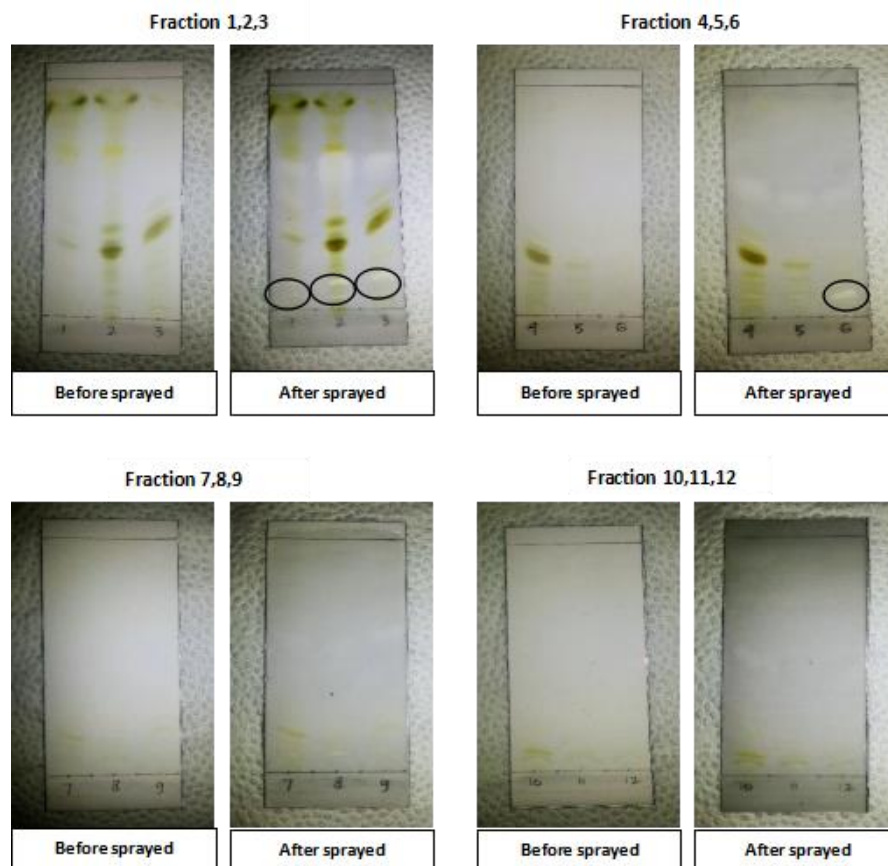 Fraction 1,2,3
Fraction 4,5,6
1 2 3
1 2 3
4 5 6
4 5 6
Before sprayed
After sprayed
Before sprayed
After sprayed
Fraction 7,8,9
Fraction 10,11,12
7 8 9
7 8 9
10 11 12
10 11 12
Before sprayed
After sprayed
Before sprayed
After sprayed